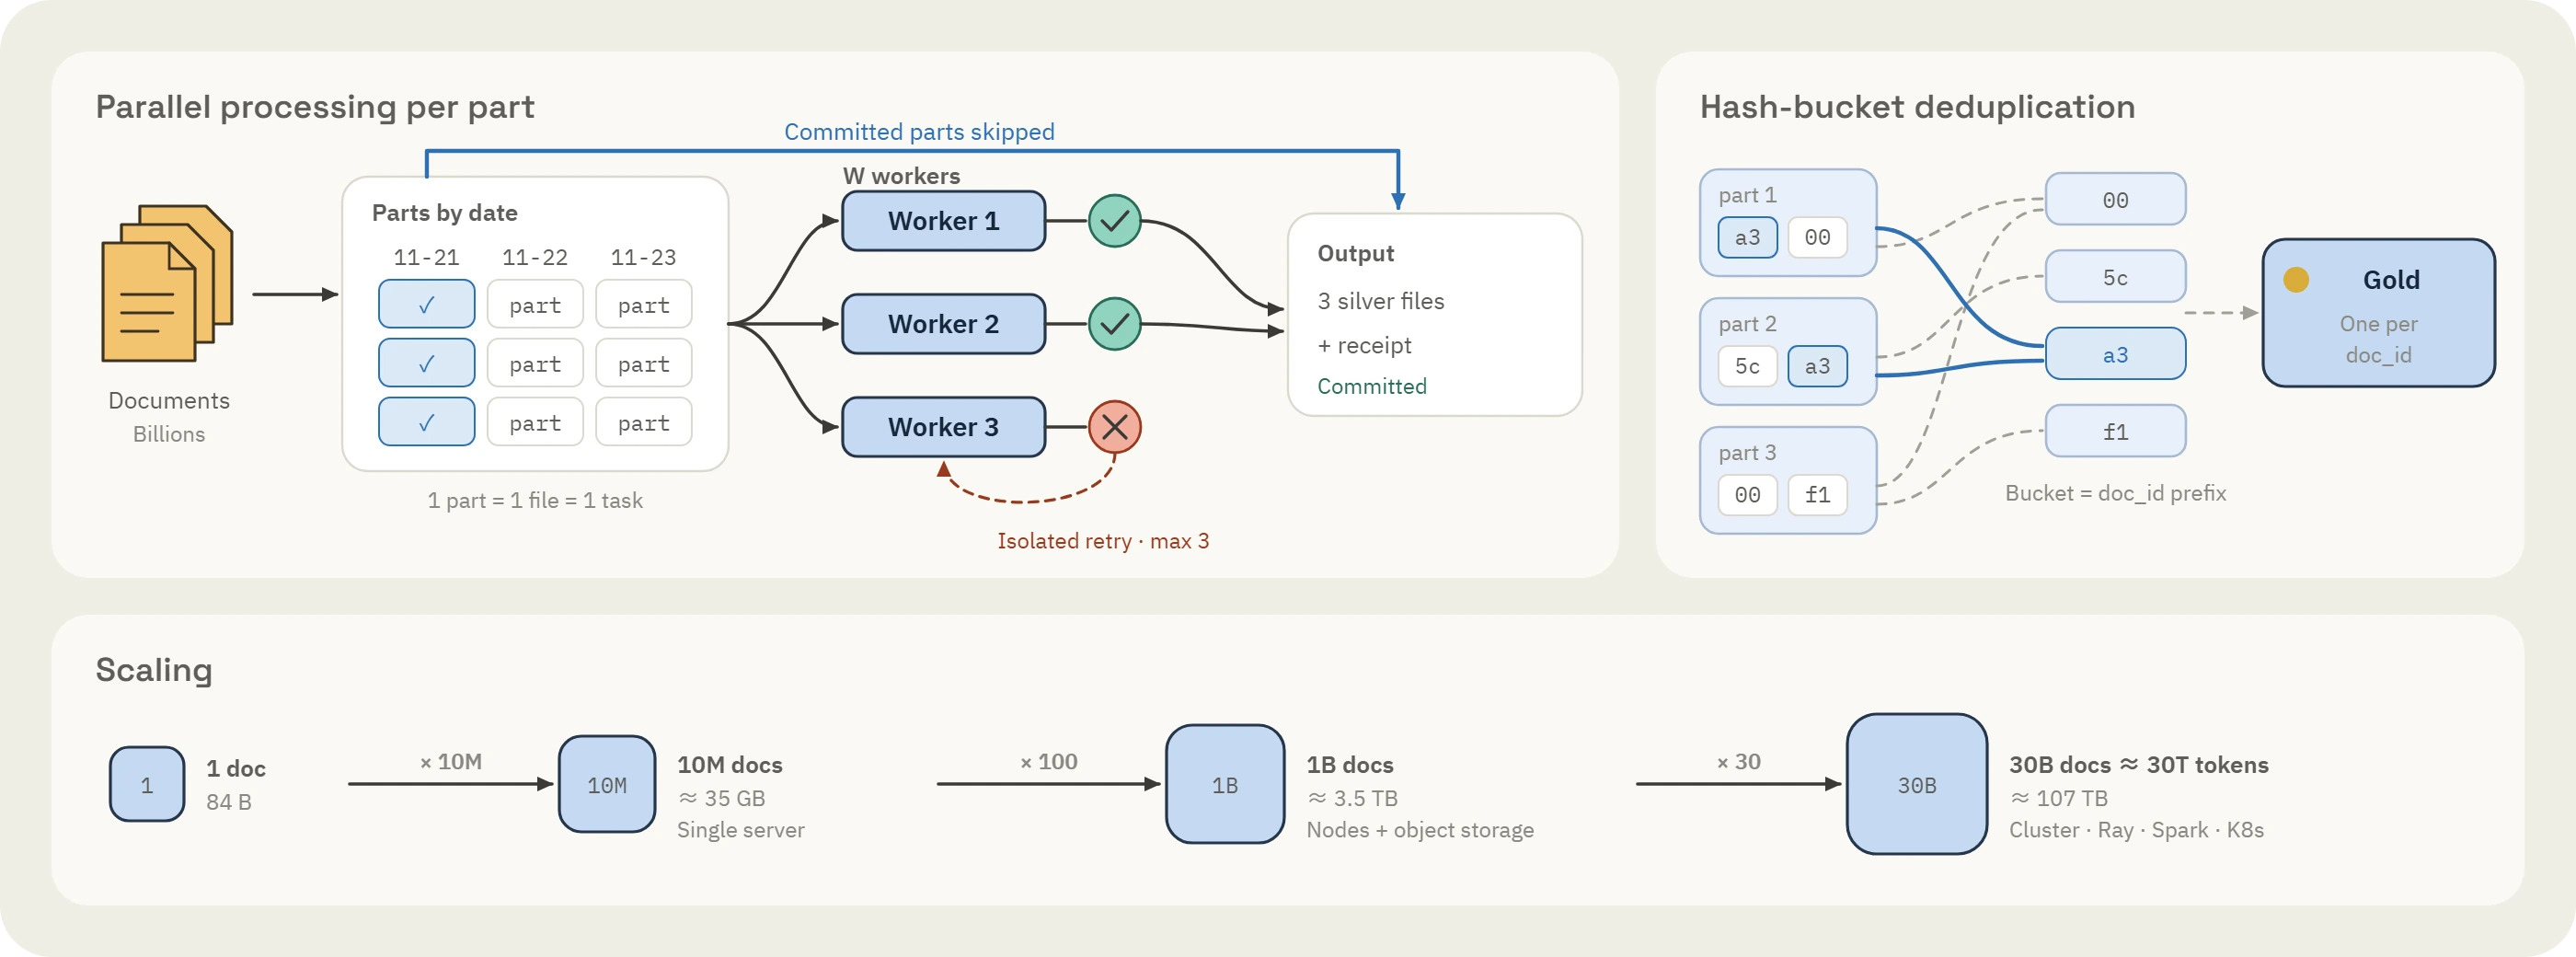 Parallel processing per part
Committed parts skipped
W workers
Parts by date
11-21 11-22 11-23
✓ part part
✓ part part
✓ part part
1 part = 1 file = 1 task
Documents
Billions
Worker 1
Worker 2
Worker 3
Isolated retry · max 3
Output
3 silver files
+ receipt
Committed
Hash-bucket deduplication
part 1
a3 00
part 2
5c a3
part 3
00 f1
00
5c
a3
f1
Bucket = doc_id prefix
Gold
One per
doc_id
Scaling
1
1 doc
84 B
× 10M
10M
10M docs
≈ 35 GB
Single server
× 100
1B
1B docs
≈ 3.5 TB
Nodes + object storage
× 30
30B
30B docs ≈ 30T tokens
≈ 107 TB
Cluster · Ray · Spark · K8s